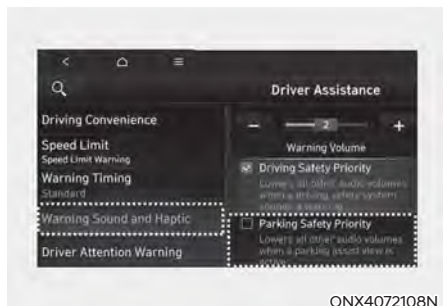 Driver Assistance
Driving Convenience
Speed Limit
Speed Limit Warning
Warning Timing
Standard
Warning Sound and Haptic
Driver Attention Warning
− 2 +
Warning Volume
Driving Safety Priority
Lowers all other audio volumes
when a driving safety system
sounds a warning
Parking Safety Priority
Lowers all other audio volumes
when a parking assist view is
ONX4072108N